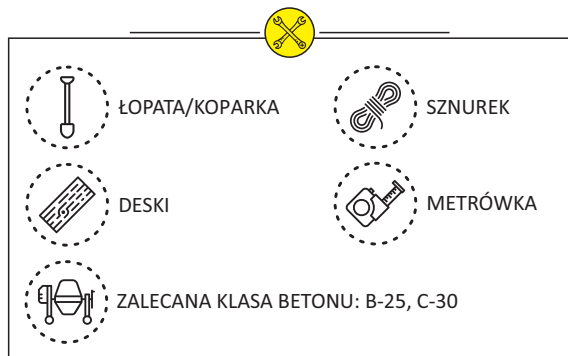 ŁOPATA/KOPARKA
SZNUREK
DESKI
METRÓWKA
ZALECANA KLASA BETONU: B-25, C-30